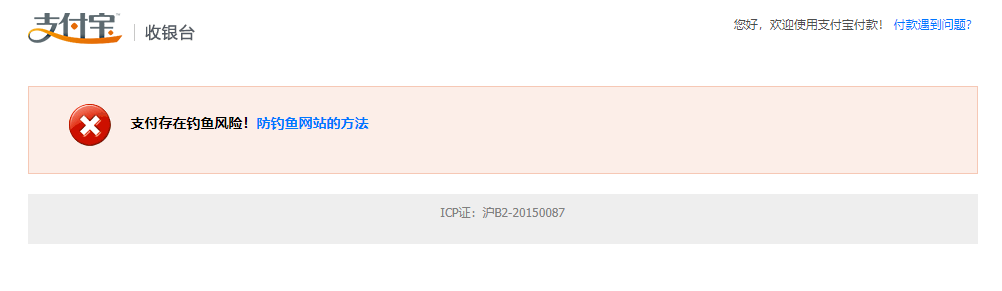 支付宝™ 收银台
您好，欢迎使用支付宝付款！ 付款遇到问题?
支付存在钓鱼风险！防钓鱼网站的方法
ICP证：沪B2-20150087